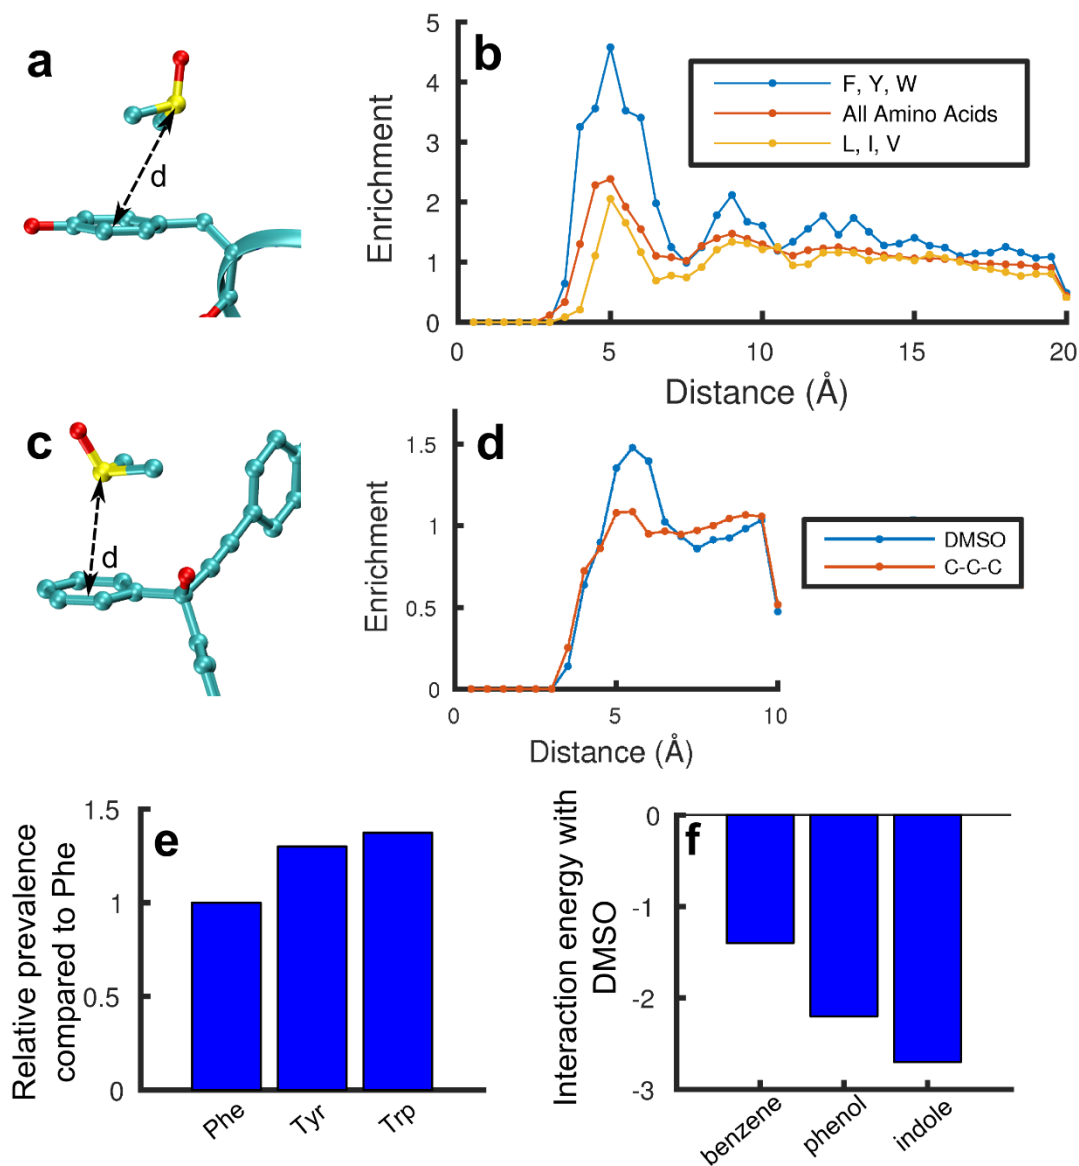 a
d
b
Enrichment
5
4
3
2
1
0
0
5
10
15
20
Distance (Å)
F, Y, W
All Amino Acids
L, I, V
c
d
d
Enrichment
1.5
1
0.5
0
0
5
10
Distance (Å)
DMSO
C-C-C
e
Relative prevalence
compared to Phe
1.5
1
0.5
0
Phe
Tyr
Trp
f
Interaction energy with
DMSO
0
-1
-2
-3
benzene
phenol
indole